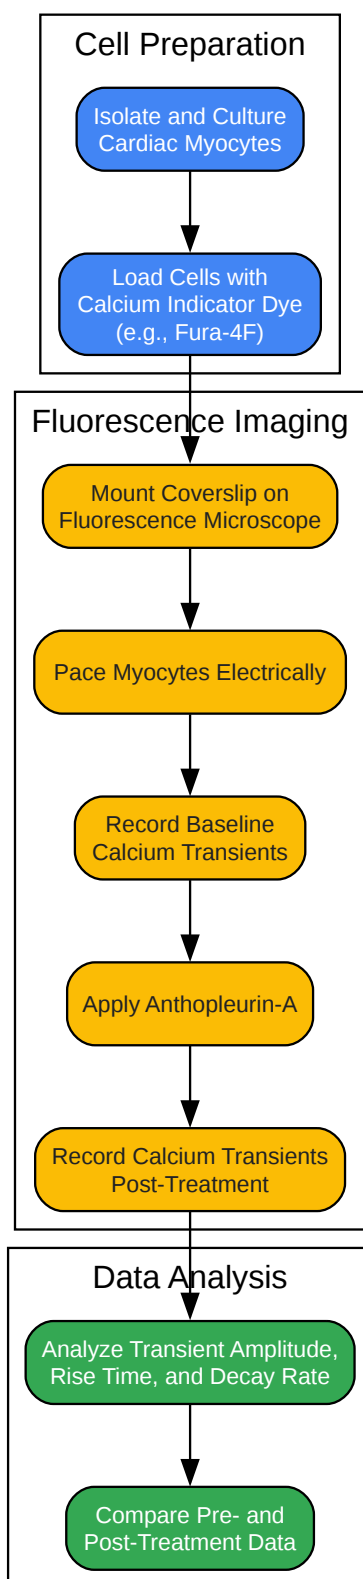 Cell Preparation
Isolate and Culture
Cardiac Myocytes
Load Cells with
Calcium Indicator Dye
(e.g., Fura-4F)
Fluorescence Imaging
Mount Coverslip on
Fluorescence Microscope
Pace Myocytes Electrically
Record Baseline
Calcium Transients
Apply Anthopleurin-A
Record Calcium Transients
Post-Treatment
Data Analysis
Analyze Transient Amplitude,
Rise Time, and Decay Rate
Compare Pre- and
Post-Treatment Data